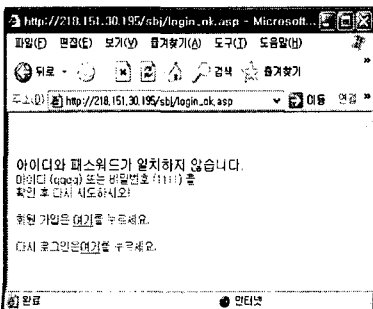 http://218.151.30.195/sbj/login_ok.asp - Microsoft...
파일(F) 편집(E) 보기(V) 즐겨찾기(A) 도구(T) 도움말(H) »
뒤로 검색 즐겨찾기 »
주소(D) http://218.151.30.195/sbj/login_ok.asp 이동 연결 »
아이디와 패스워드가 일치하지 않습니다.
아이디 (qqqq) 또는 비밀번호 (1111) 를
확인 후 다시 시도하시오!
회원 가입은 여기를 누르세요.
다시 로그인은여기를 누르세요.
완료 인터넷